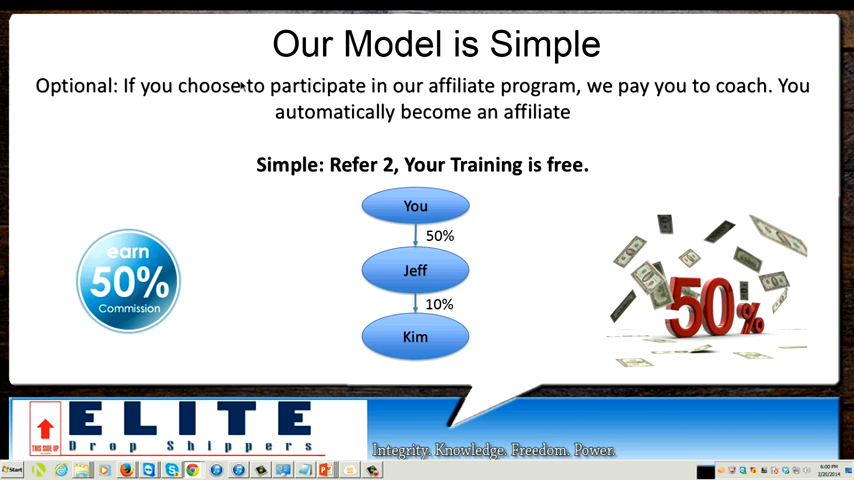 Our Model is Simple
Optional: If you choose to participate in our affiliate program, we pay you to coach. You
automatically become an affiliate
Simple: Refer 2, Your Training is free.
You
50%
Jeff
10%
Kim
earn
50%
Commission
50%
THIS SIDE UP
ELITE
Drop Shippers
Integrity. Knowledge. Freedom. Power.
Start
6:00 PM
2/20/2014